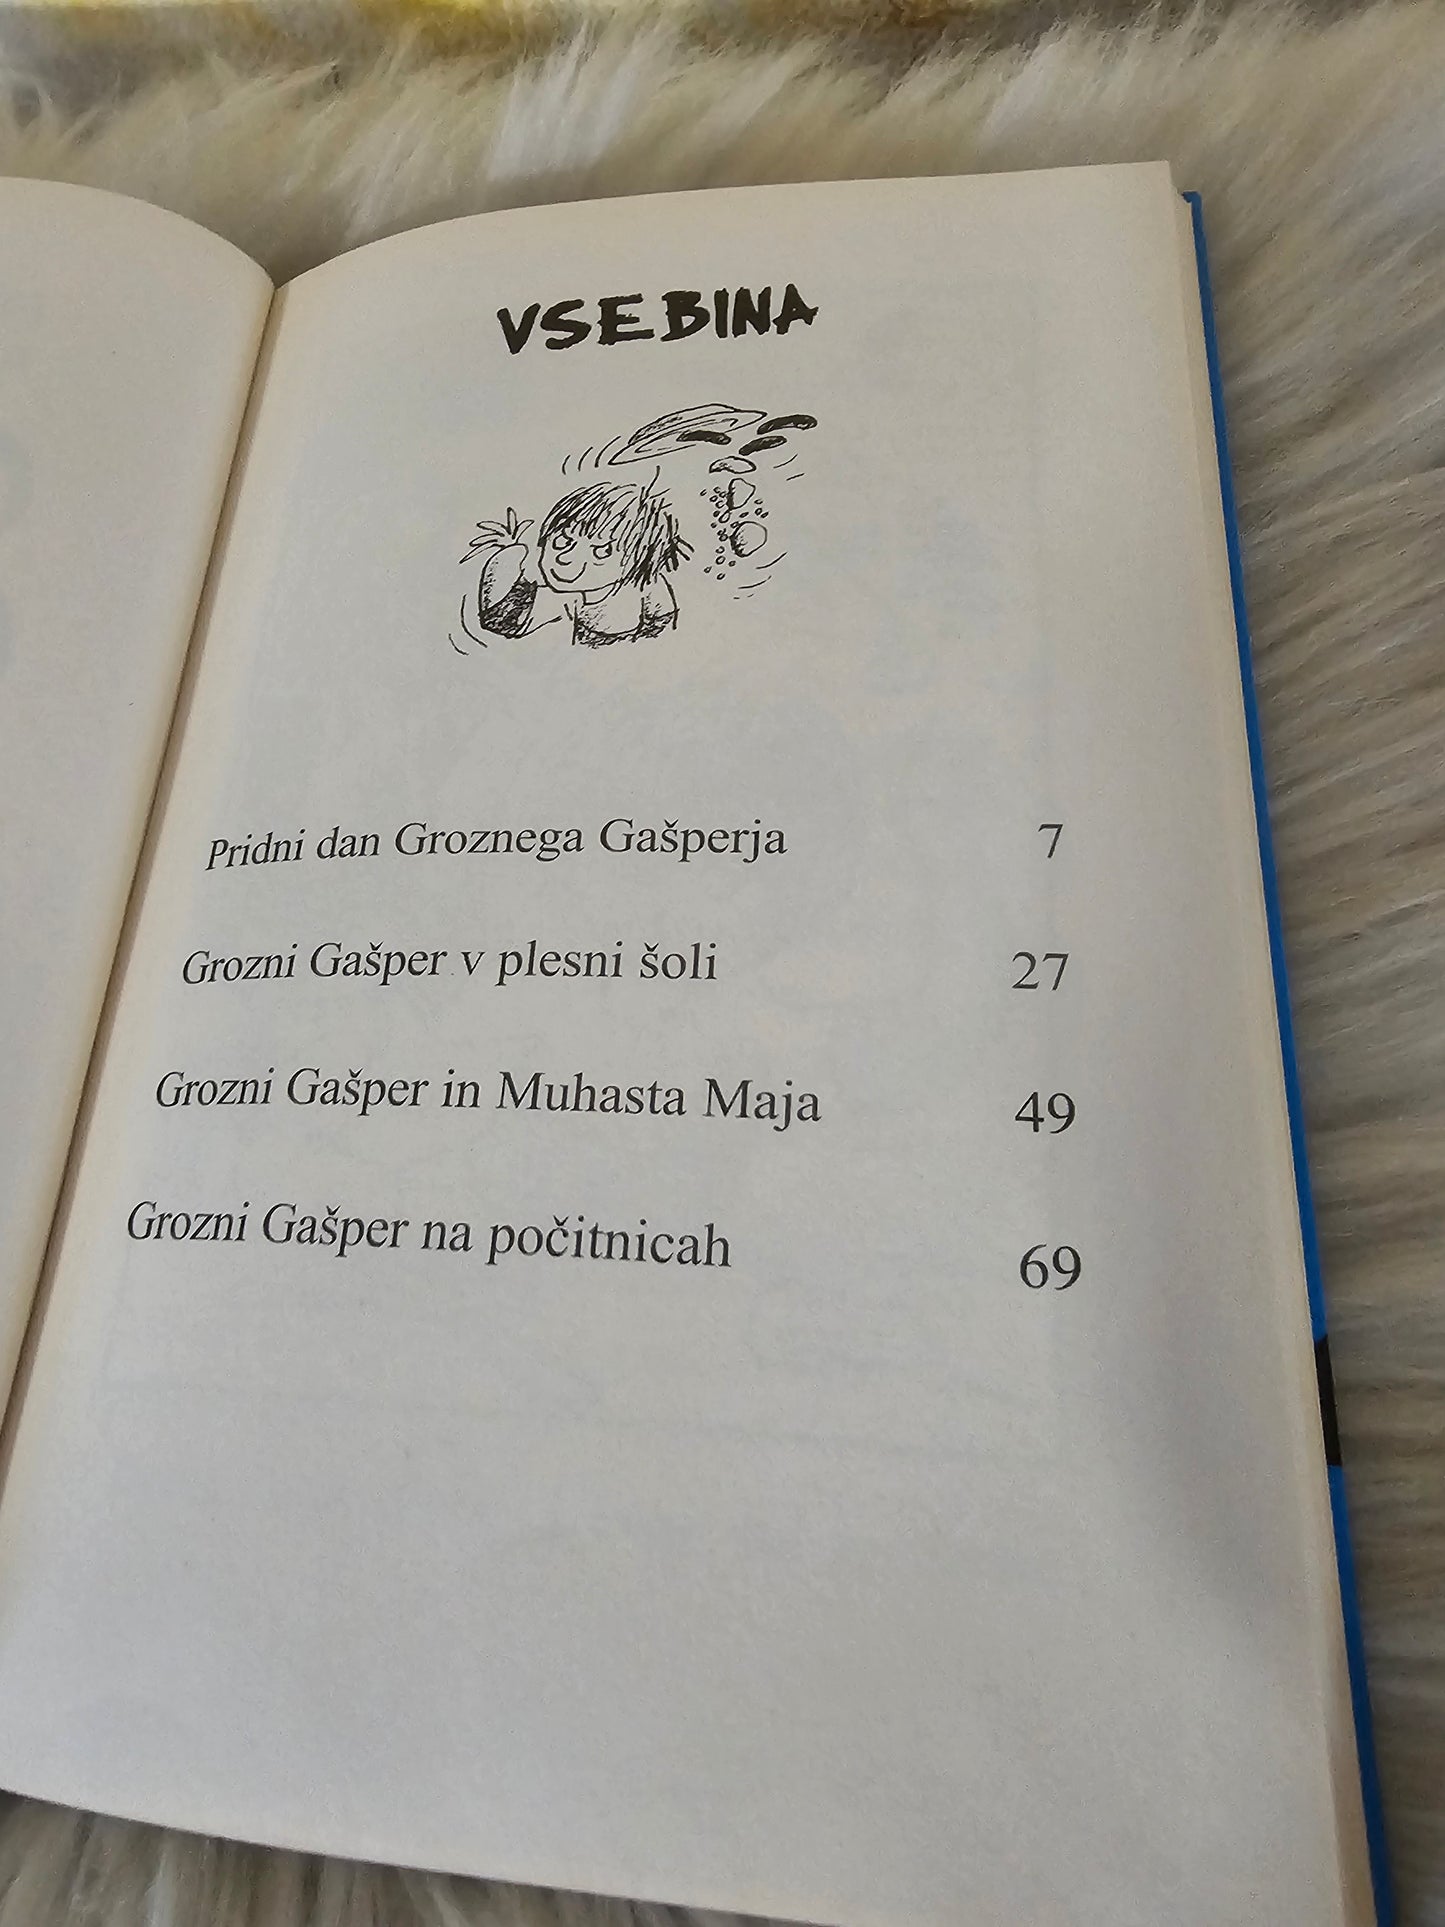 VSEBINA
Pridni dan Groznega Gašperja 7
Grozni Gašper v plesni šoli 27
Grozni Gašper in Muhasta Maja 49
Grozni Gašper na počitnicah 69